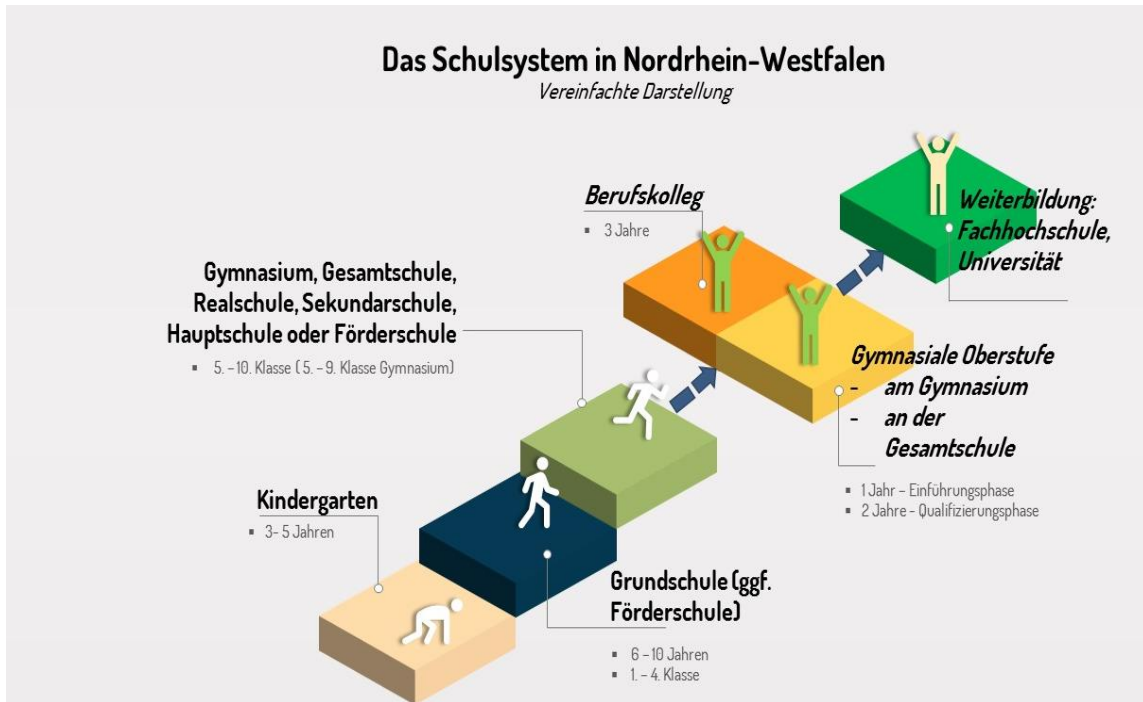 Das Schulsystem in Nordrhein-Westfalen
Vereinfachte Darstellung
Weiterbildung:
Fachhochschule,
Universität
Berufskolleg
▪ 3 Jahre
Gymnasium, Gesamtschule,
Realschule, Sekundarschule,
Hauptschule oder Förderschule
▪ 5. – 10. Klasse ( 5. – 9. Klasse Gymnasium)
Gymnasiale Oberstufe
- am Gymnasium
- an der
Gesamtschule
▪ 1 Jahr – Einführungsphase
▪ 2 Jahre - Qualifizierungsphase
Kindergarten
▪ 3- 5 Jahren
Grundschule (ggf.
Förderschule)
▪ 6 – 10 Jahren
▪ 1. – 4. Klasse